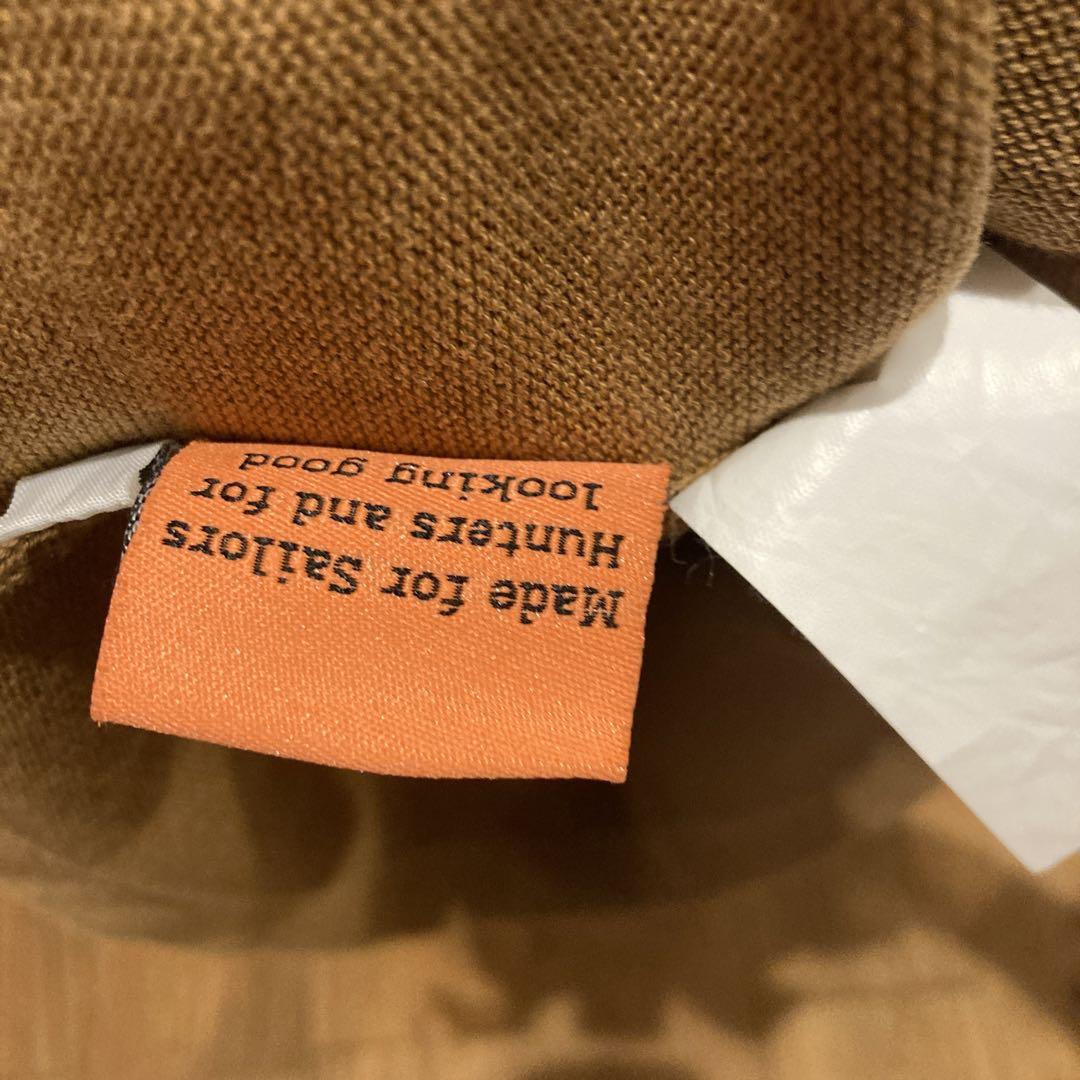 Made for Sailors
Hunters and for
looking good